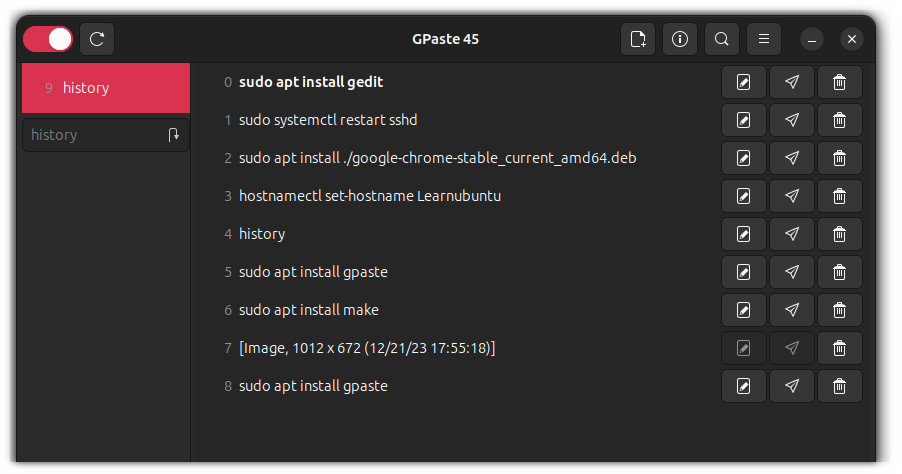 GPaste 45
9 history
history
0 sudo apt install gedit
1 sudo systemctl restart sshd
2 sudo apt install ./google-chrome-stable_current_amd64.deb
3 hostnamectl set-hostname Learnubuntu
4 history
5 sudo apt install gpaste
6 sudo apt install make
7 [Image, 1012 x 672 (12/21/23 17:55:18)]
8 sudo apt install gpaste